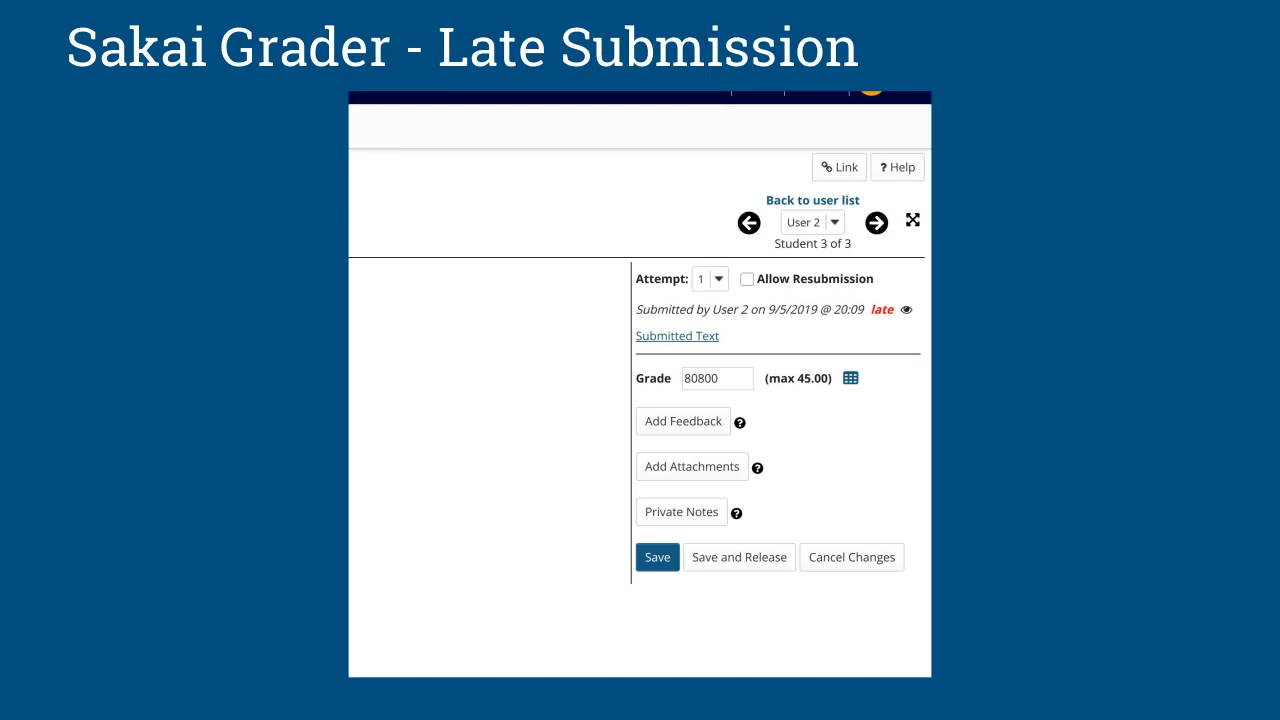 Sakai Grader - Late Submission
Link
? Help
Back to user list
User 2
Student 3 of 3
Attempt: 1 Allow Resubmission
Submitted by User 2 on 9/5/2019 @ 20:09 late
Submitted Text
Grade 80800 (max 45.00)
Add Feedback ?
Add Attachments ?
Private Notes ?
Save Save and Release Cancel Changes